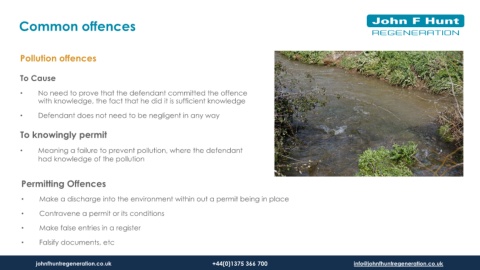 Common offences
John F Hunt
REGENERATION
Pollution offences
To Cause
• No need to prove that the defendant committed the offence
with knowledge, the fact that he did it is sufficient knowledge
• Defendant does not need to be negligent in any way
To knowingly permit
• Meaning a failure to prevent pollution, where the defendant
had knowledge of the pollution
Permitting Offences
• Make a discharge into the environment within out a permit being in place
• Contravene a permit or its conditions
• Make false entries in a register
• Falsify documents, etc
johnfhuntregeneration.co.uk +44(0)1375 366 700 info@johnfhuntregeneration.co.uk